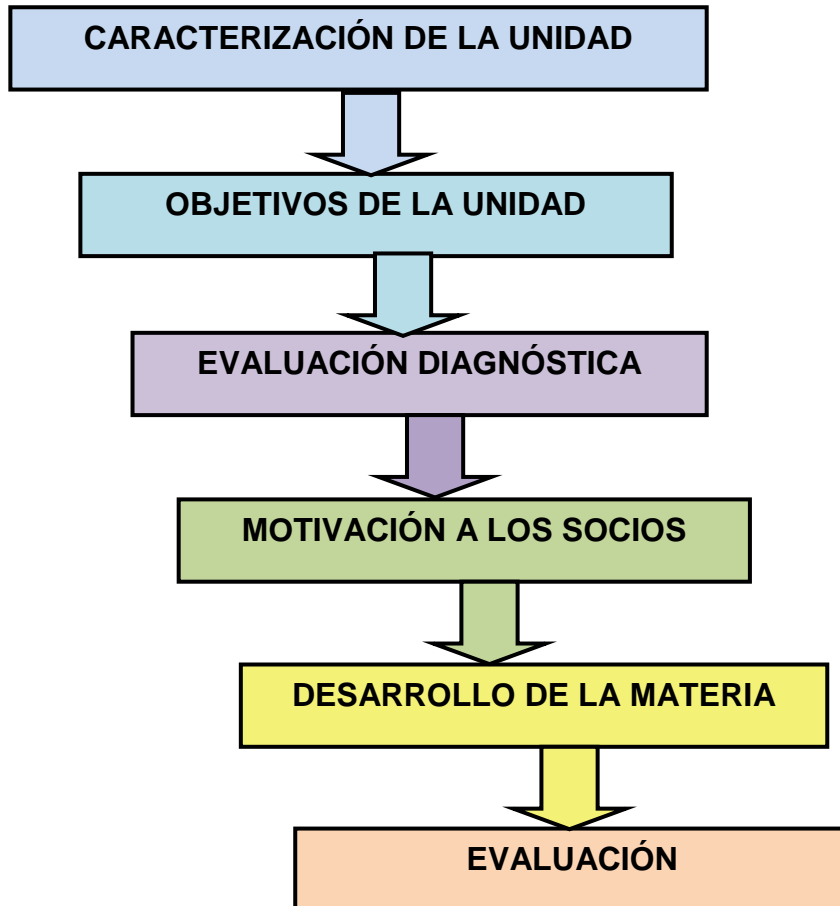 CARACTERIZACIÓN DE LA UNIDAD
OBJETIVOS DE LA UNIDAD
EVALUACIÓN DIAGNÓSTICA
MOTIVACIÓN A LOS SOCIOS
DESARROLLO DE LA MATERIA
EVALUACIÓN